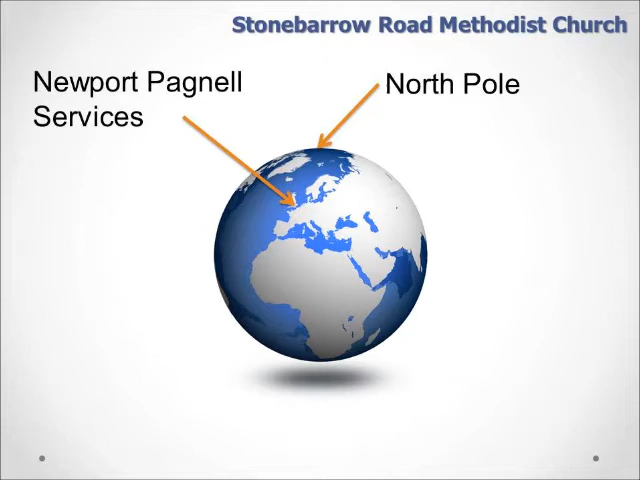 Stonebarrow Road Methodist Church
Newport Pagnell
Services
North Pole